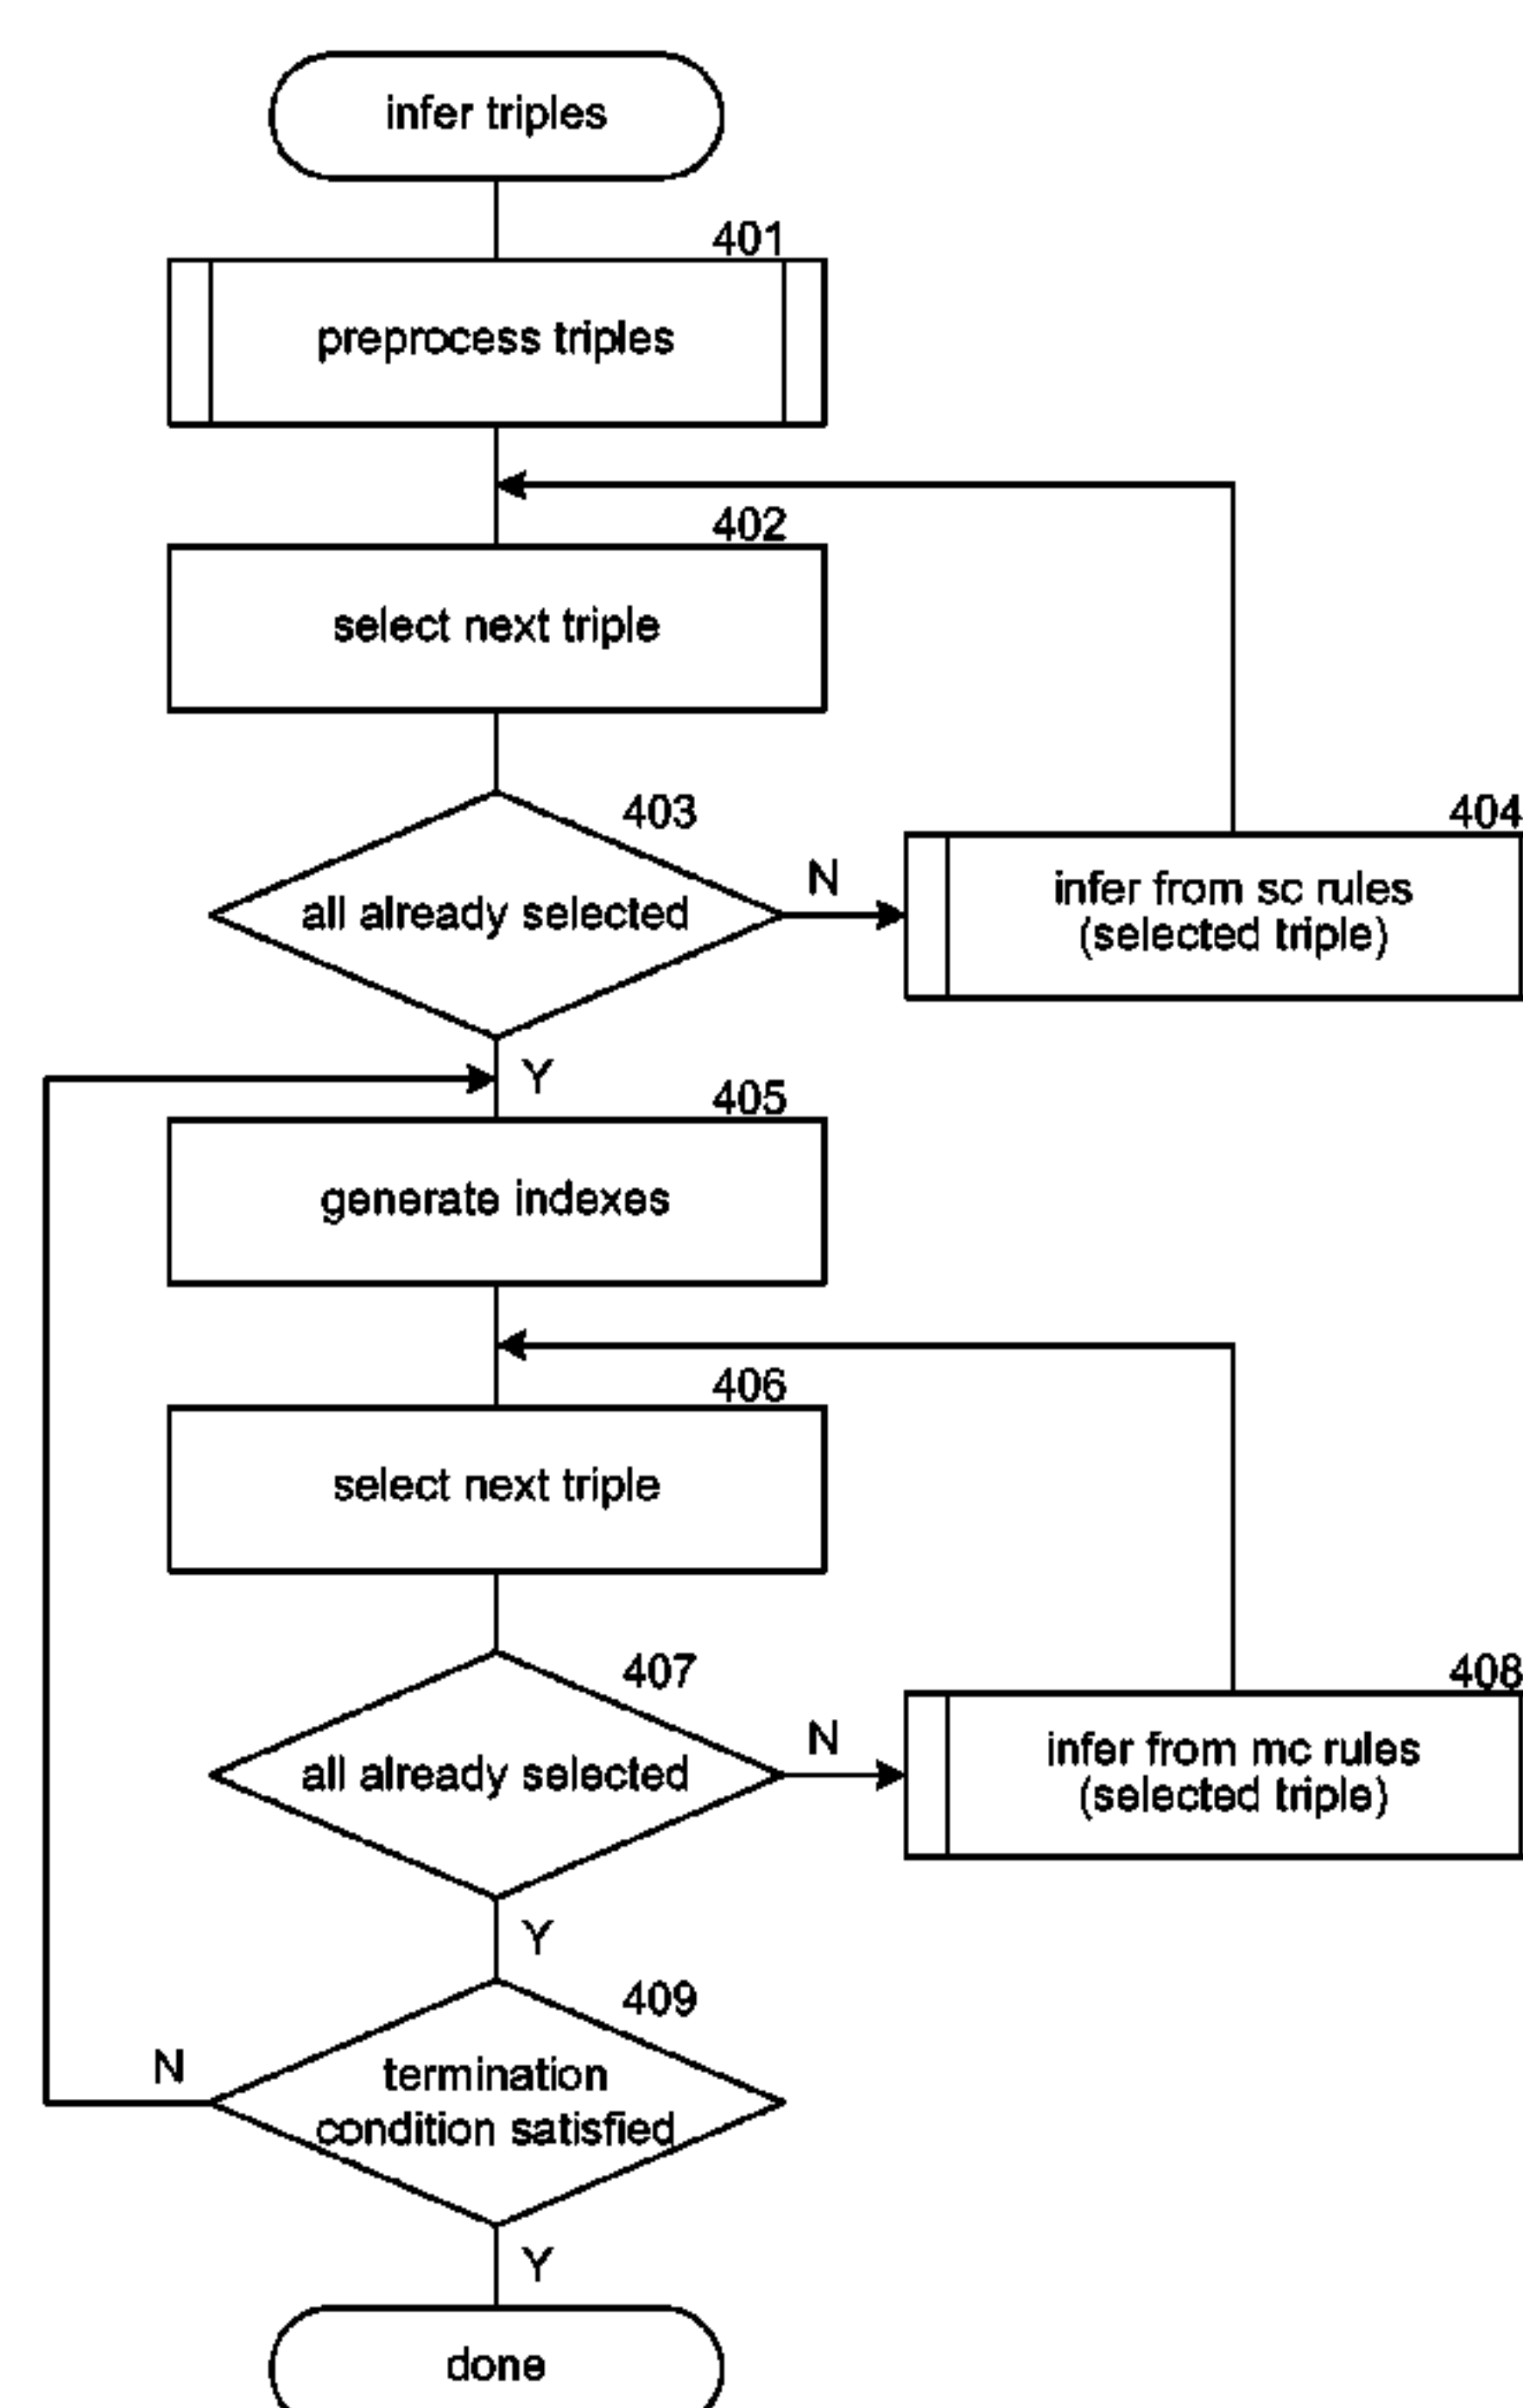 infer triples
401
preprocess triples
402
select next triple
403
all already selected
N
404
infer from sc rules
(selected triple)
Y
405
generate indexes
406
select next triple
407
all already selected
N
408
infer from mc rules
(selected triple)
Y
409
termination
condition satisfied
N
Y
done